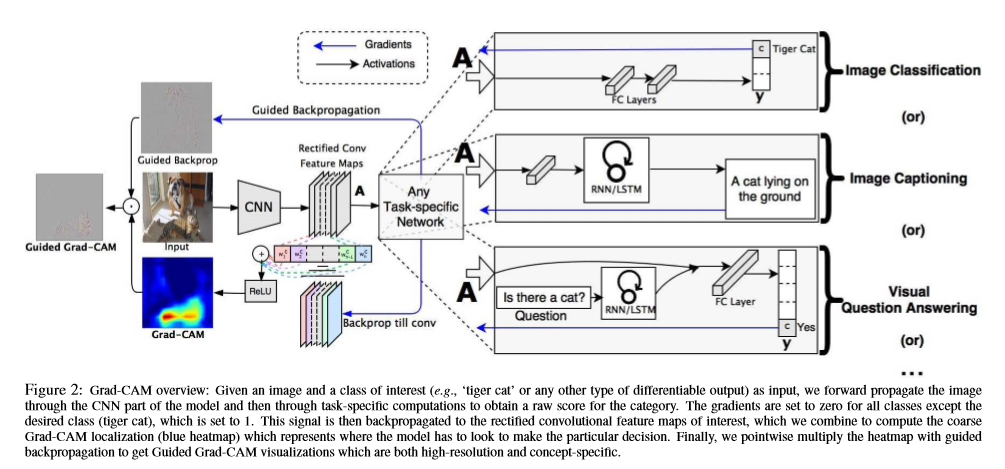 Gradients
Activations
A
c Tiger Cat
FC Layers
y
Image Classification
(or)
Guided Backpropagation
Guided Backprop
Rectified Conv
Feature Maps
A
Input
CNN
Any
Task-specific
Network
Guided Grad-CAM
+
ReLU
Grad-CAM
Backprop till conv
A
RNN/LSTM
A cat lying on
the ground
Image Captioning
(or)
A
Is there a cat?
Question
RNN/LSTM
FC Layer
c Yes
y
Visual
Question Answering
(or)
...
Figure 2: Grad-CAM overview: Given an image and a class of interest (e.g., ‘tiger cat’ or any other type of differentiable output) as input, we forward propagate the image
through the CNN part of the model and then through task-specific computations to obtain a raw score for the category. The gradients are set to zero for all classes except the
desired class (tiger cat), which is set to 1. This signal is then backpropagated to the rectified convolutional feature maps of interest, which we combine to compute the coarse
Grad-CAM localization (blue heatmap) which represents where the model has to look to make the particular decision. Finally, we pointwise multiply the heatmap with guided
backpropagation to get Guided Grad-CAM visualizations which are both high-resolution and concept-specific.